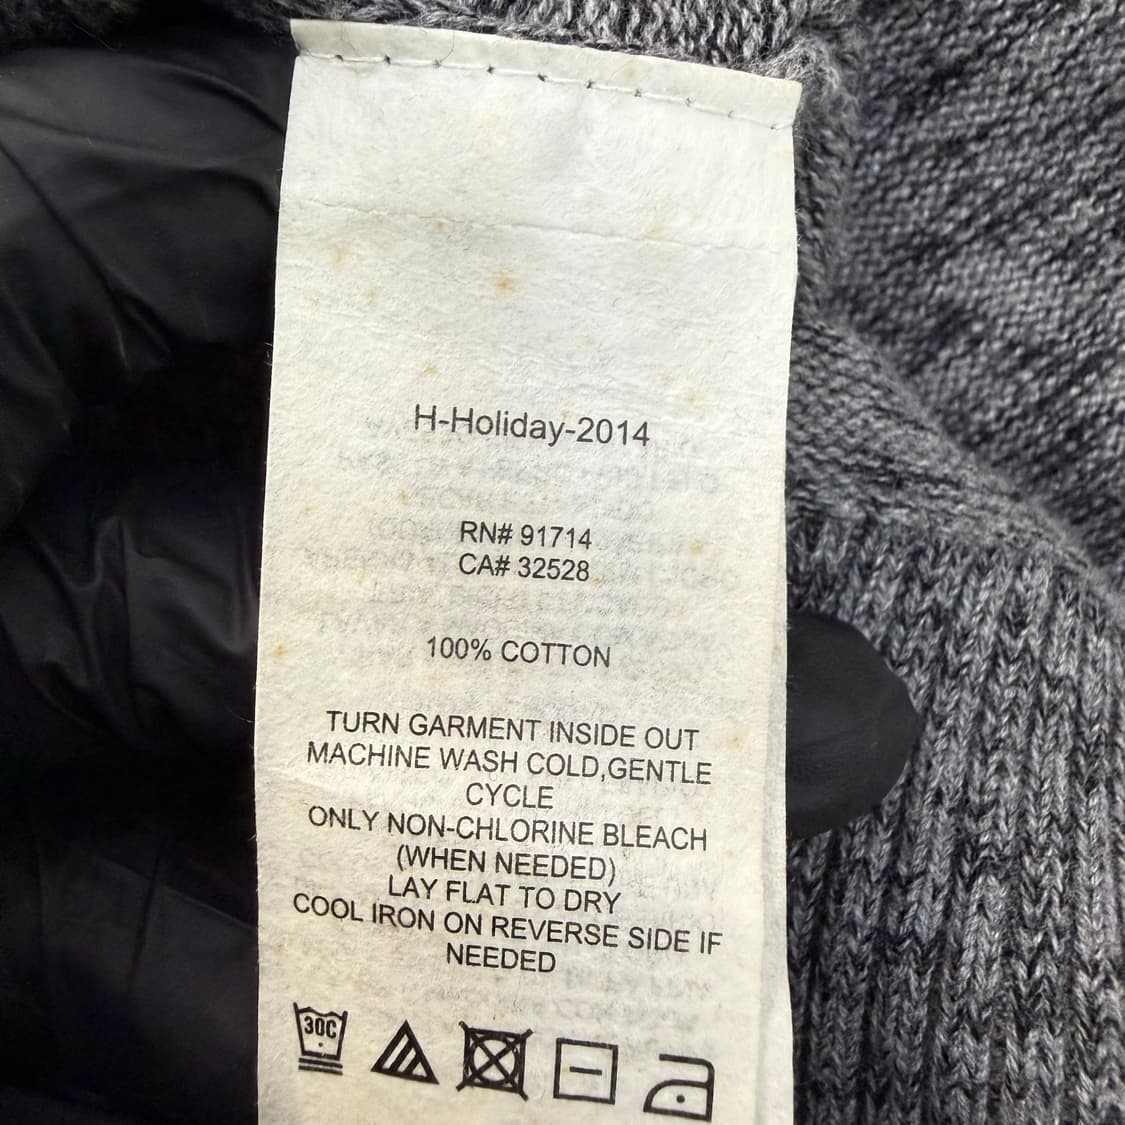 H-Holiday-2014
RN# 91714
CA# 32528
100% COTTON
TURN GARMENT INSIDE OUT
MACHINE WASH COLD,GENTLE
CYCLE
ONLY NON-CHLORINE BLEACH
(WHEN NEEDED)
LAY FLAT TO DRY
COOL IRON ON REVERSE SIDE IF
NEEDED
30C